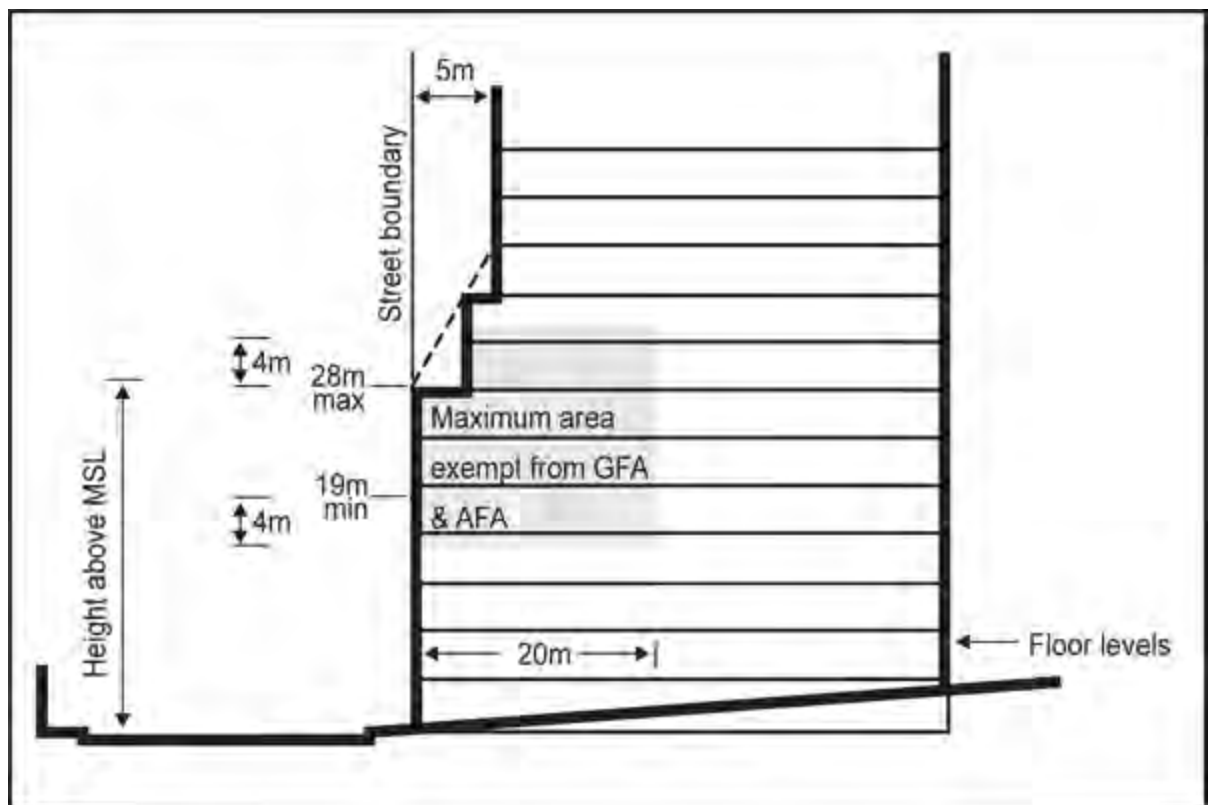 5m
Street boundary
4m
28m
max
Maximum area
exempt from GFA
& AFA
19m
min
4m
Height above MSL
20m
Floor levels